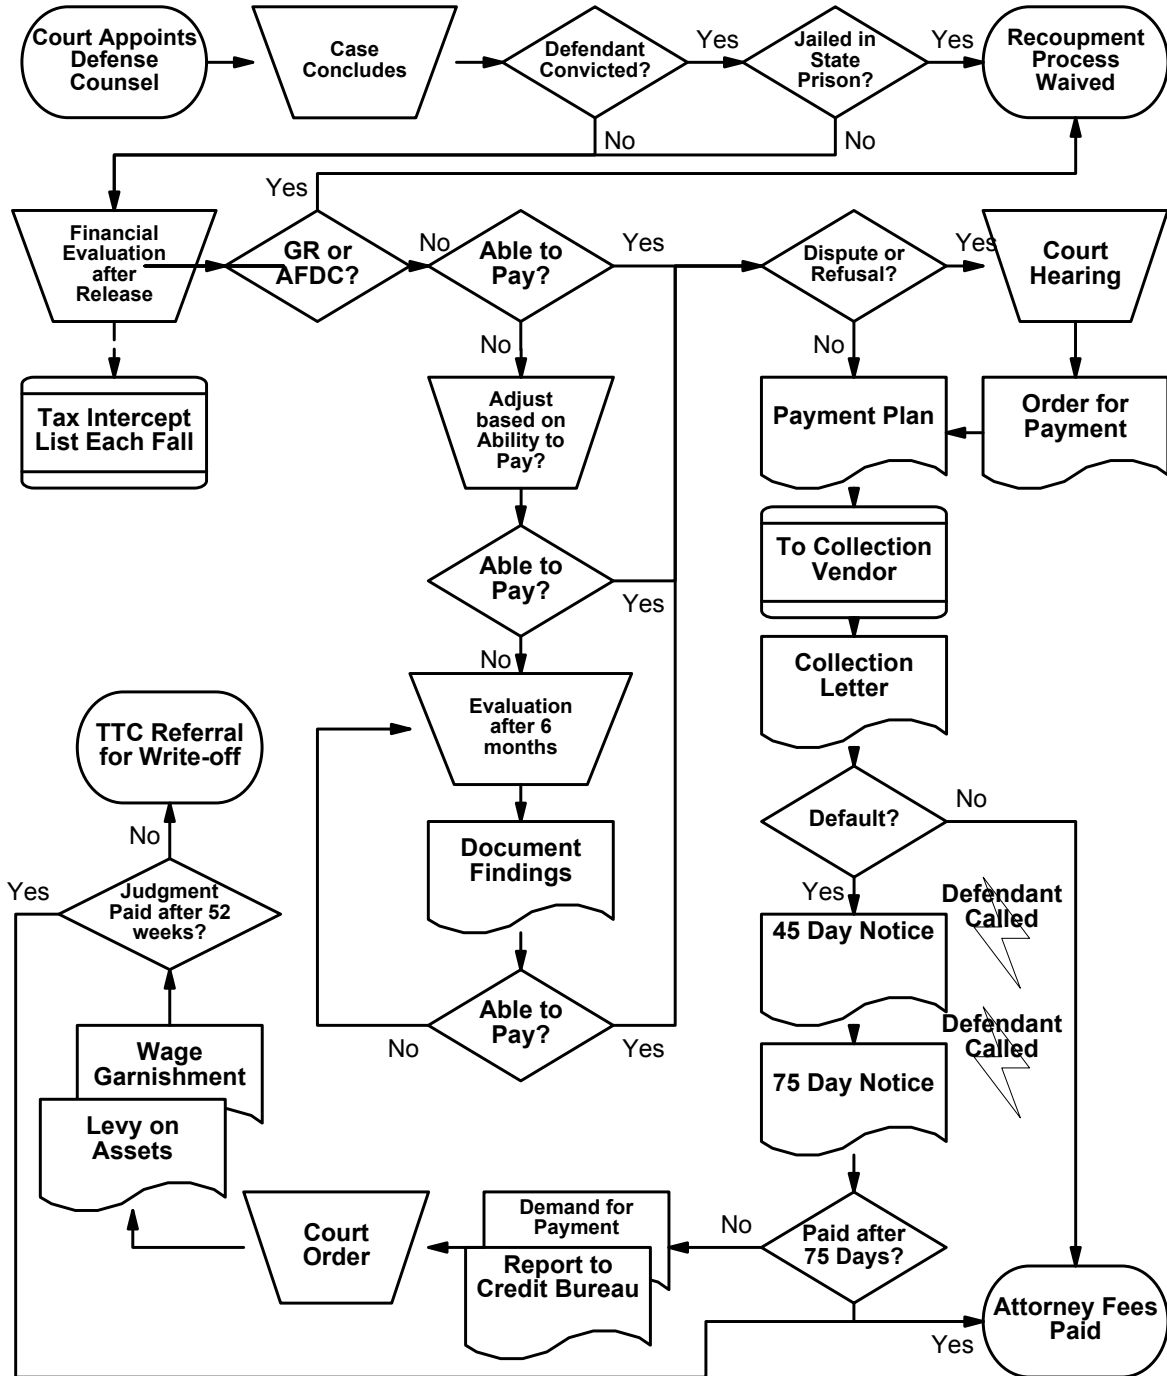 Court Appoints
Defense
Counsel
Case
Concludes
Defendant
Convicted?
Yes
Jailed in
State
Prison?
Yes
Recoupment
Process
Waived
No
No
Yes
Financial
Evaluation
after
Release
GR or
AFDC?
No
Able to
Pay?
Yes
Dispute or
Refusal?
Yes
Court
Hearing
No
No
Tax Intercept
List Each Fall
Adjust
based on
Ability to
Pay?
Payment Plan
Order for
Payment
Able to
Pay?
Yes
To Collection
Vendor
No
Collection
Letter
Evaluation
after 6
months
TTC Referral
for Write-off
Default?
No
No
Document
Findings
Yes
Judgment
Paid after 52
weeks?
Yes
45 Day Notice
Defendant
Called
Able to
Pay?
No
Yes
Defendant
Called
75 Day Notice
Wage
Garnishment
Levy on
Assets
Court
Order
Demand for
Payment
Report to
Credit Bureau
No
Paid after
75 Days?
Yes
Attorney Fees
Paid